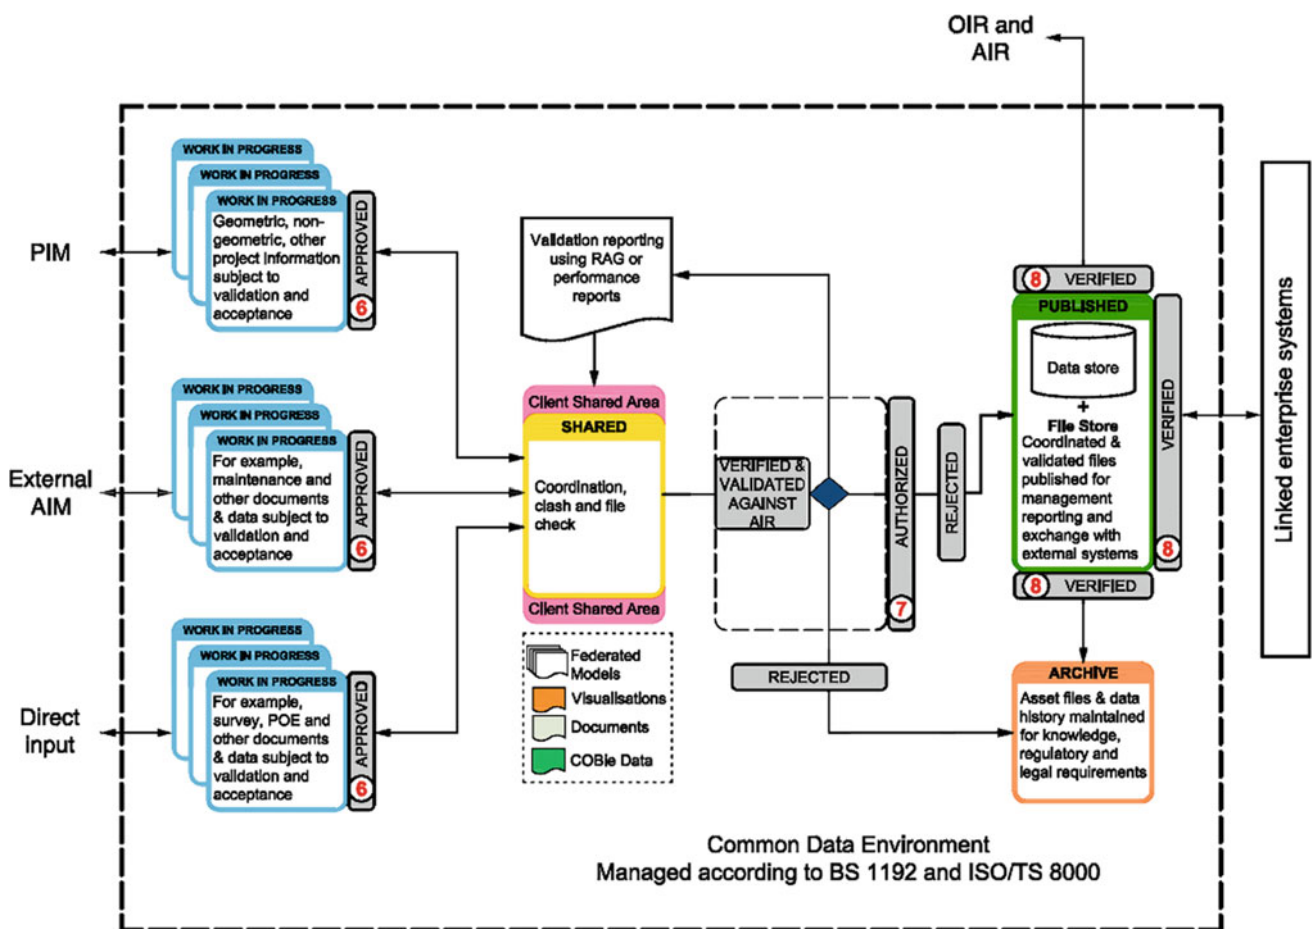 OIR and
AIR
WORK IN PROGRESS
WORK IN PROGRESS
WORK IN PROGRESS
Geometric, non-
geometric, other
project information
subject to
validation and
acceptance
APPROVED
6
PIM
Validation reporting
using RAG or
performance
reports
8 VERIFIED
PUBLISHED
Data store
+
File Store
Coordinated &
validated files
published for
management
reporting and
exchange with
external systems
VERIFIED
8
8 VERIFIED
Linked enterprise systems
WORK IN PROGRESS
WORK IN PROGRESS
WORK IN PROGRESS
For example,
maintenance and
other documents
& data subject to
validation and
acceptance
APPROVED
6
External
AIM
Client Shared Area
SHARED
Coordination,
clash and file
check
Client Shared Area
VERIFIED &
VALIDATED
AGAINST
AIR
AUTHORIZED
7
REJECTED
WORK IN PROGRESS
WORK IN PROGRESS
WORK IN PROGRESS
For example,
survey, POE and
other documents
& data subject to
validation and
acceptance
APPROVED
6
Direct
input
Federated
Models
Visualisations
Documents
COBie Data
REJECTED
ARCHIVE
Asset files & data
history maintained
for knowledge,
regulatory and
legal requirements
Common Data Environment
Managed according to BS 1192 and ISO/TS 8000